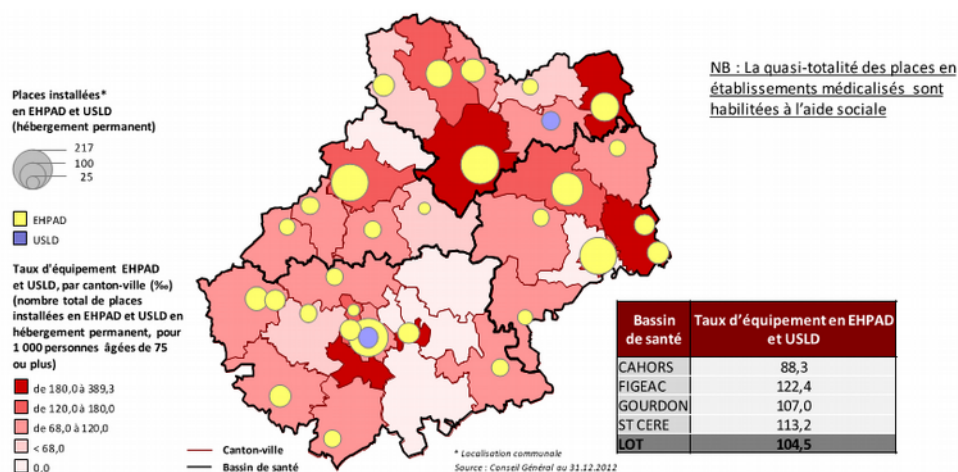 NB : La quasi-totalité des places en
établissements médicalisés sont
habilitées à l'aide sociale
Places installées*
en EHPAD et USLD
(hébergement permanent)
217
100
25
EHPAD
USLD
Taux d'équipement EHPAD
et USLD, par canton-ville (‰)
(nombre total de places
installées en EHPAD et USLD en
hébergement permanent, pour
1 000 personnes âgées de 75
ou plus)
de 180,0 à 389,3
de 120,0 à 180,0
de 68,0 à 120,0
< 68,0
0,0
Canton-ville
Bassin de santé
* Localisation communale
Source : Conseil Général au 31.12.2012
Bassin de santé Taux d'équipement en EHPAD et USLD
CAHORS 88,3
FIGEAC 122,4
GOURDON 107,0
ST CERE 113,2
LOT 104,5